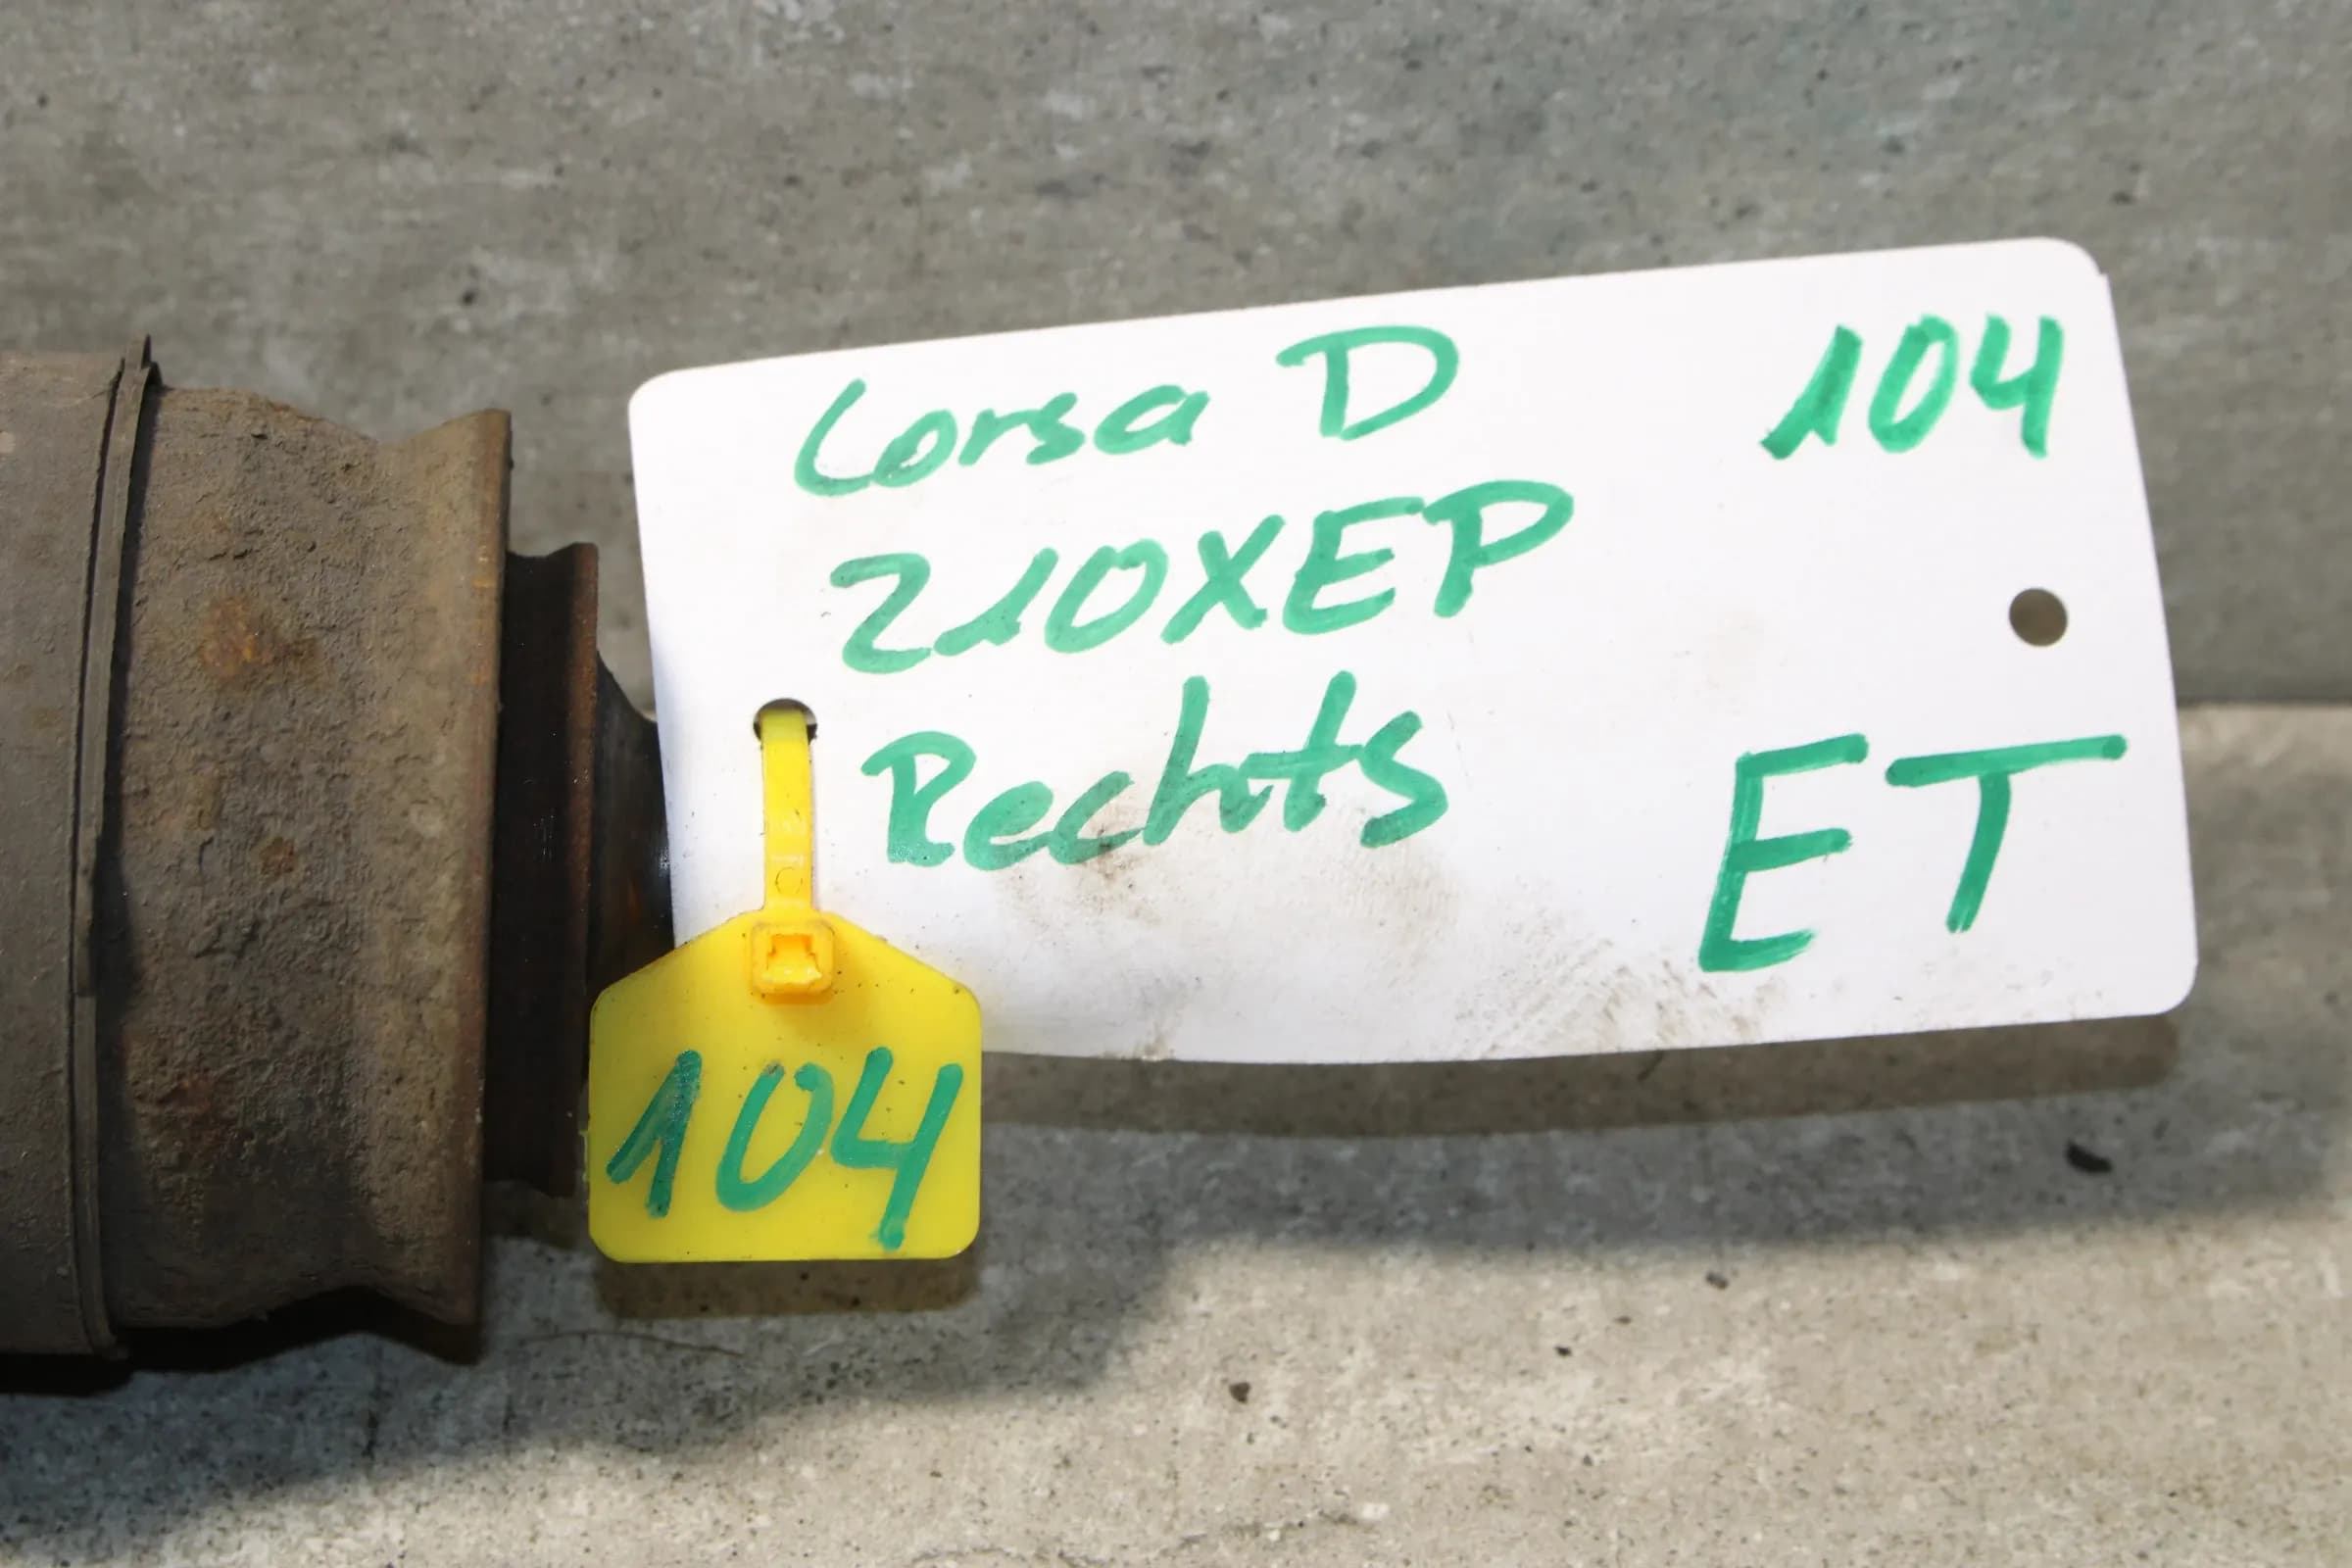 Corsa D 104
Z10XEP
Rechts
ET
104